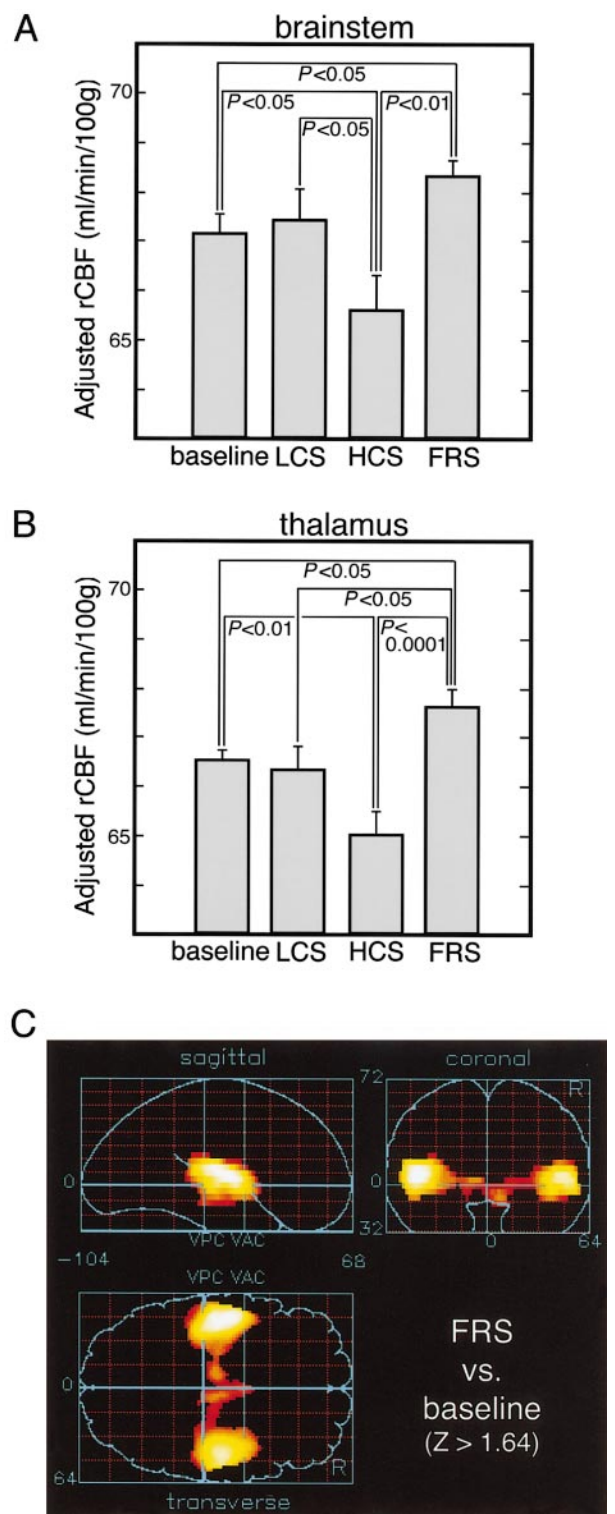 A
brainstem
Adjusted rCBF (ml/min/100g)
70
65
P<0.05
P<0.05
P<0.01
P<0.05
baseline LCS HCS FRS
B
thalamus
Adjusted rCBF (ml/min/100g)
70
65
P<0.05
P<0.05
P<0.01
P<
0.0001
baseline LCS HCS FRS
C
sagittal
coronal
72
R
0
0
32
VPC VAC
0
64
-104
68
VPC VAC
0
64
R
transverse
FRS
vs.
baseline
(Z > 1.64)